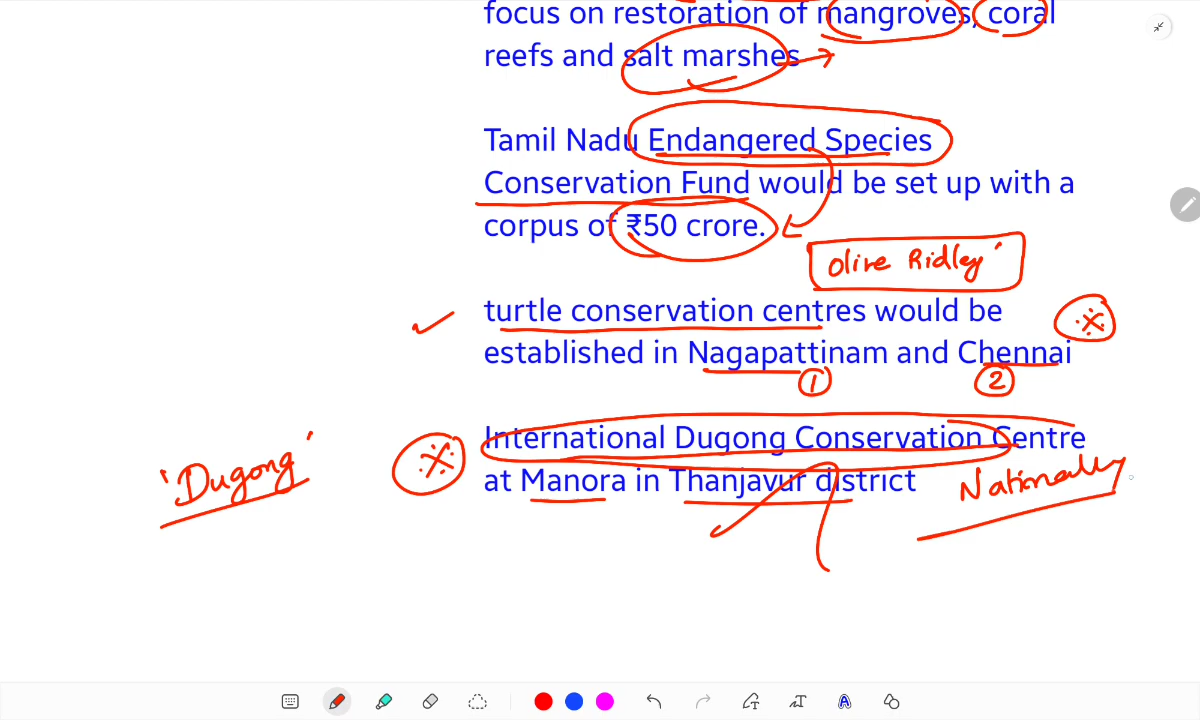 focus on restoration of mangroves, coral
reefs and salt marshes
Tamil Nadu Endangered Species
Conservation Fund would be set up with a
corpus of ₹50 crore.
'Olive Ridley'
turtle conservation centres would be
established in Nagapattinam and Chennai
1 2
International Dugong Conservation Centre
'Dugong'
at Manora in Thanjavur district
Nationally